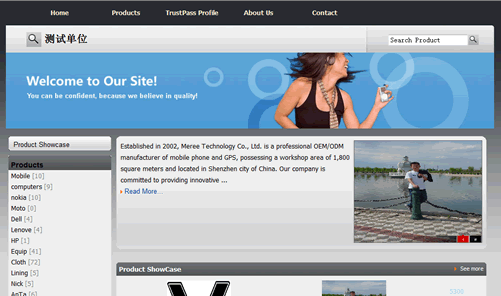 Home Products TrustPass Profile About Us Contact
测试单位
Search Product
Welcome to Our Site!
You can be confident, because we believe in quality!
Product Showcase
Products
Mobile [10]
computers [9]
nokia [10]
Moto [0]
Dell [4]
Lenove [4]
HP [1]
Equip [41]
Cloth [72]
Lining [5]
Nick [5]
AnTa [6]
Established in 2002, Meree Technology Co., Ltd. is a professional OEM/ODM
manufacturer of mobile phone and GPS, possessing a workshop area of 1,800
square meters and located in Shenzhen city of China. Our company is
committed to providing innovative ...
Read More...
Product ShowCase
See more
5300